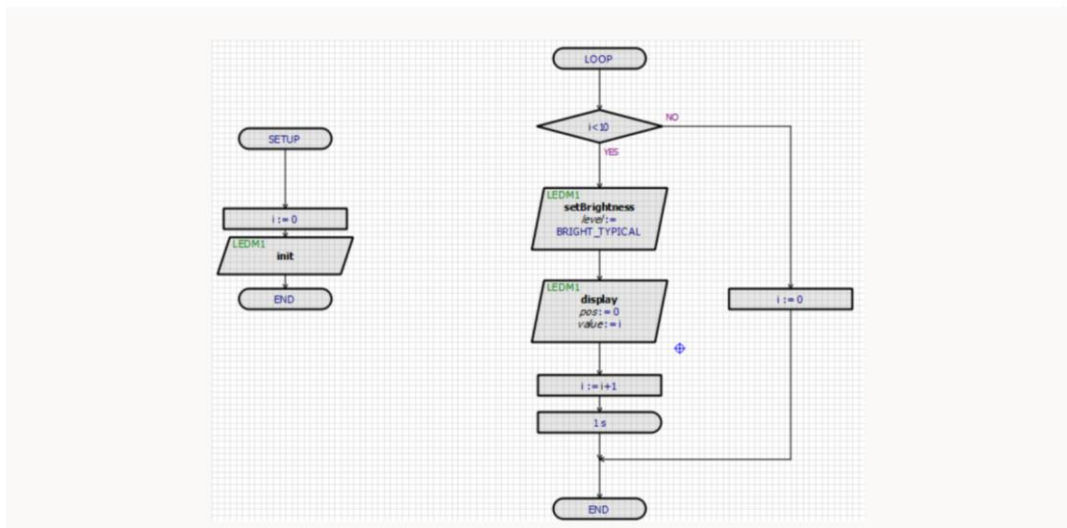 SETUP
i := 0
LEDM1
init
END
LOOP
i<10
NO
YES
LEDM1
setBrightness
level:=
BRIGHT_TYPICAL
LEDM1
display
pos:=0
value:=i
i := i+1
1 s
i := 0
END